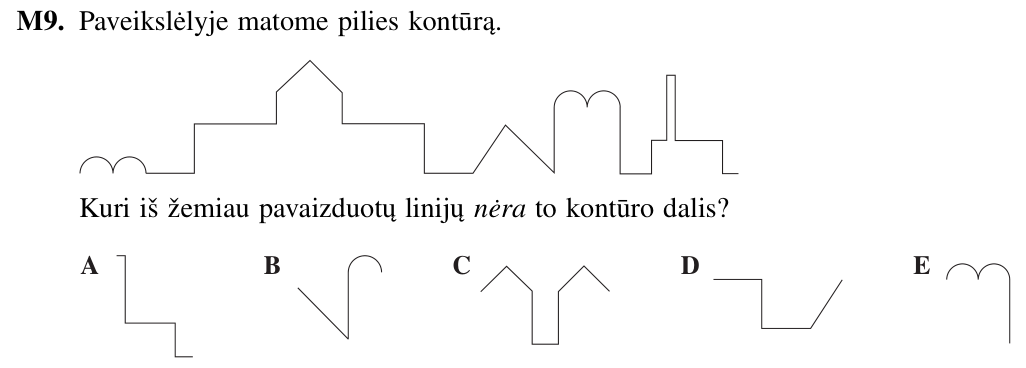 M9. Paveikslėlyje matome pilies kontūrą.
Kuri iš žemiau pavaizduotų linijų nėra to kontūro dalis?
A B C D E